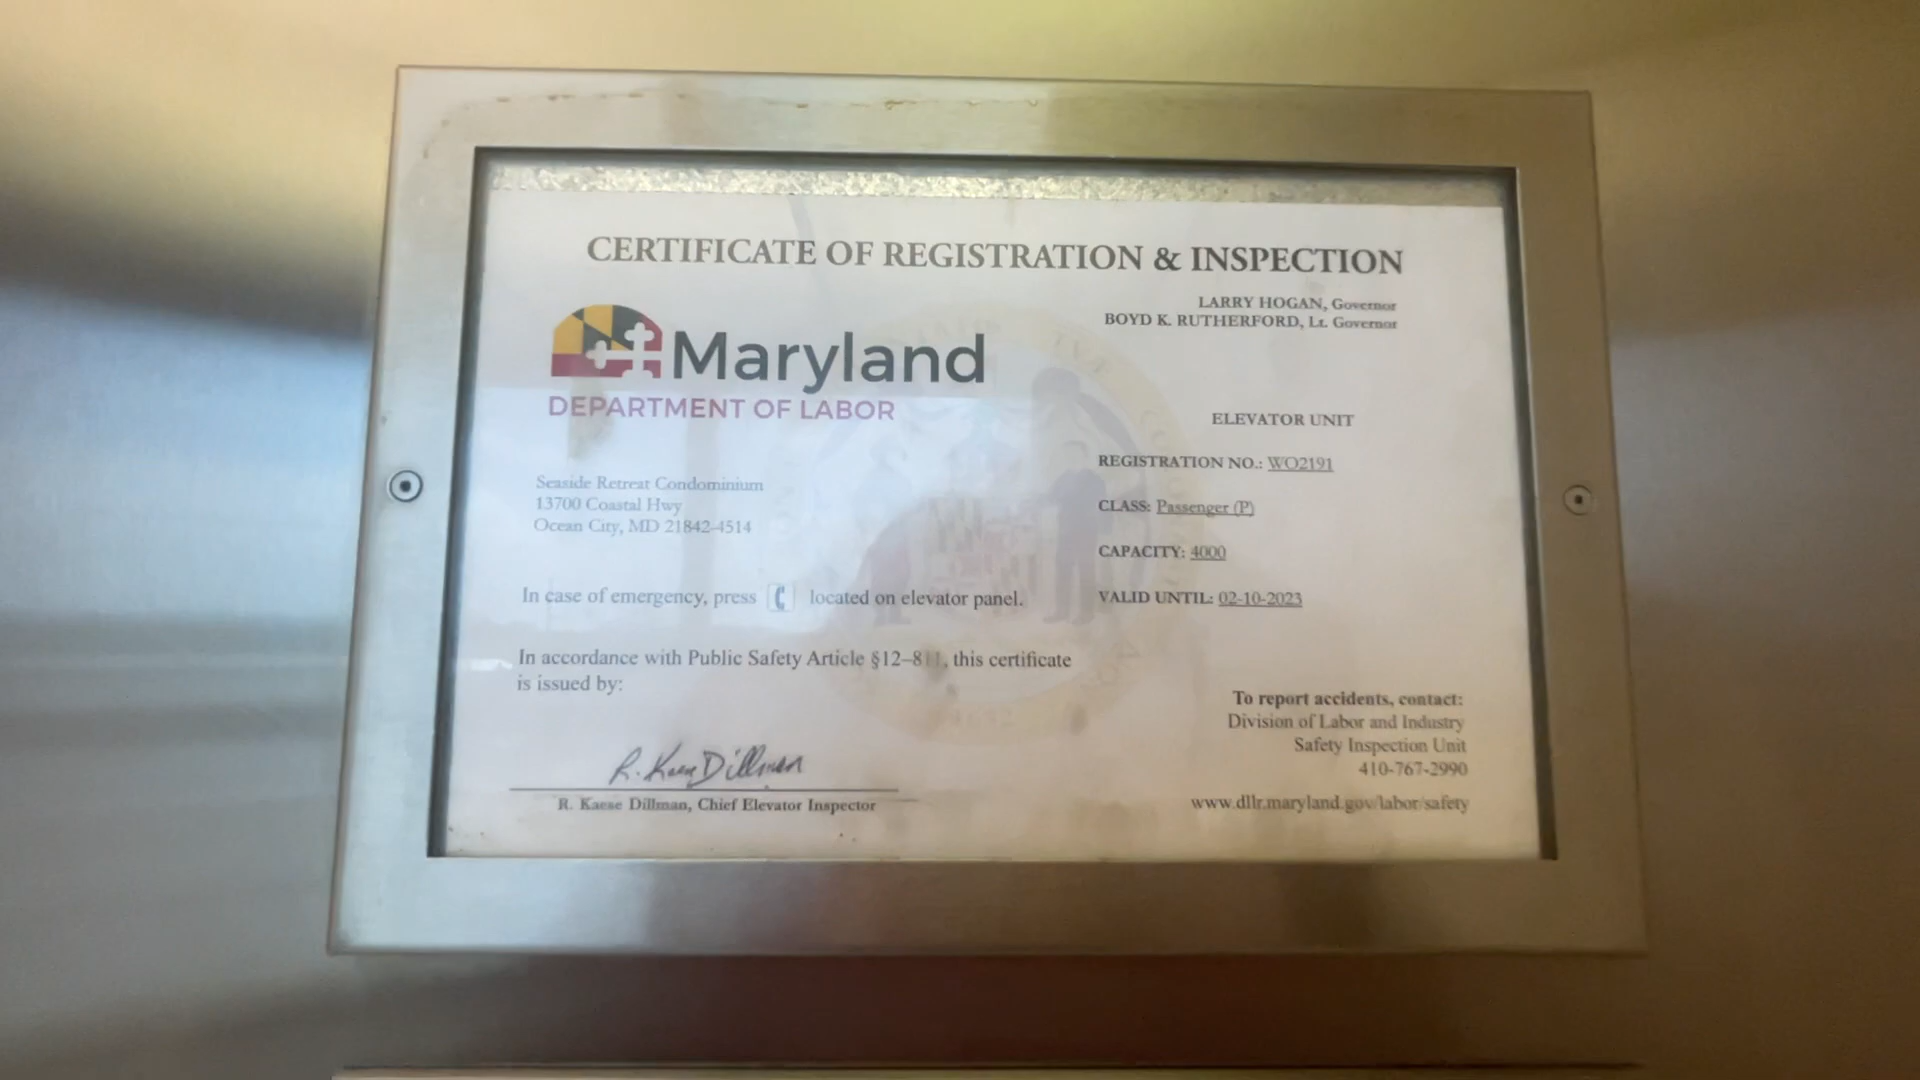 CERTIFICATE OF REGISTRATION & INSPECTION
LARRY HOGAN, Governor
BOYD K. RUTHERFORD, Lt. Governor
Maryland
DEPARTMENT OF LABOR
ELEVATOR UNIT
REGISTRATION NO.: WO2191
Seaside Retreat Condominium
13700 Coastal Hwy
Ocean City, MD 21842-4514
CLASS: Passenger (P)
CAPACITY: 4000
In case of emergency, press located on elevator panel.
VALID UNTIL: 02-10-2023
In accordance with Public Safety Article §12–811, this certificate
is issued by:
To report accidents, contact:
Division of Labor and Industry
Safety Inspection Unit
410-767-2990
www.dllr.maryland.gov/labor/safety
R. Kaese Dillman
R. Kaese Dillman, Chief Elevator Inspector